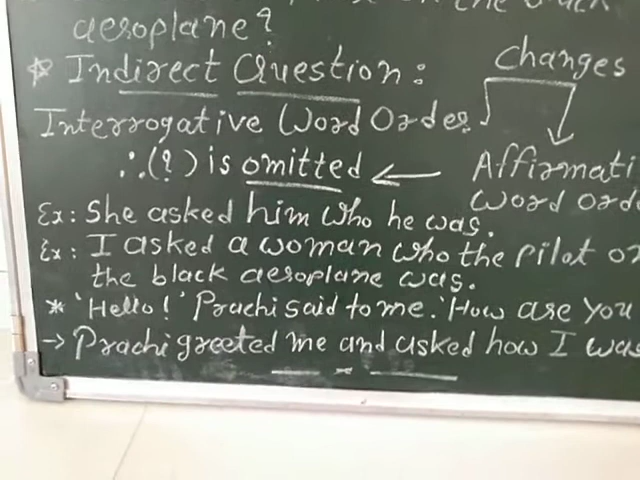 aeroplane?
* Indirect Question:
Changes
Interrogative Word Order
∴(?) is omitted ←
Affirmati
Word Orde
Ex: She asked him who he was.
Ex: I asked a woman who the pilot of
the black aeroplane was.
* 'Hello!' Prachi said to me. 'How are you
→ Prachi greeted me and asked how I was